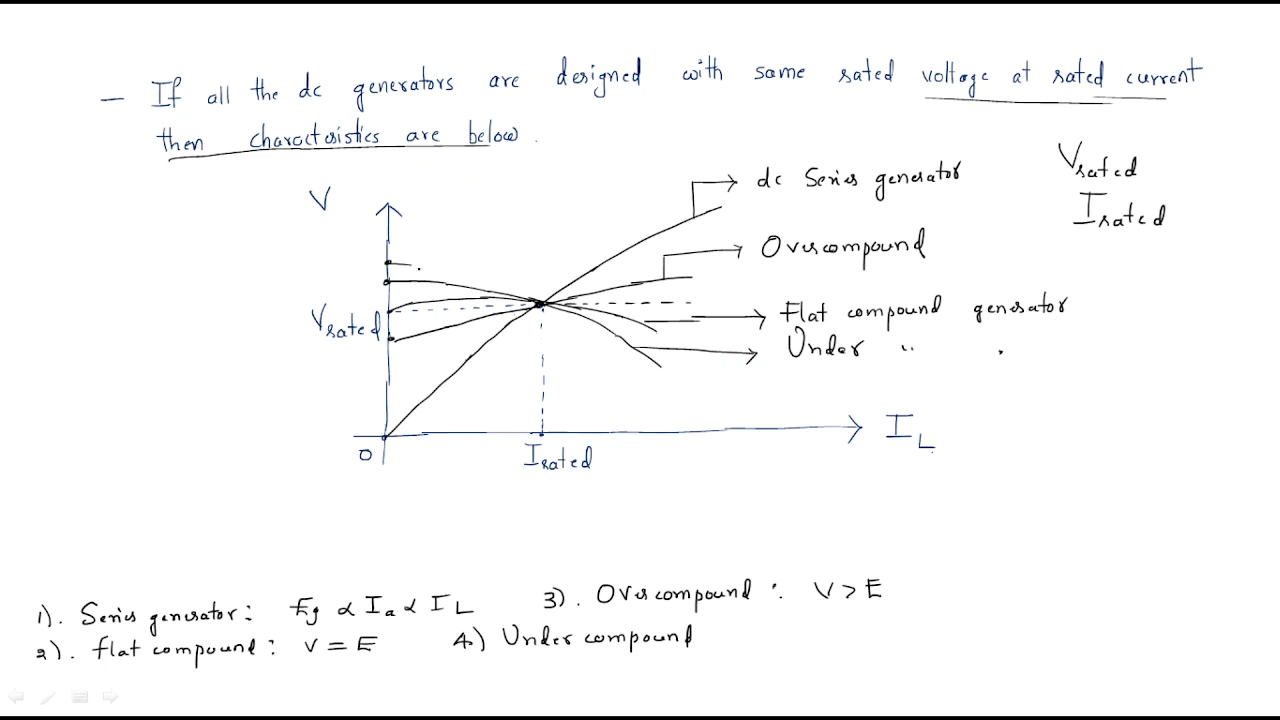 — If all the dc generators are designed with same rated voltage at rated current
then characteristics are below.
V
Vrated
Irated
dc Series generator
Overcompound
Flat compound generator
Under " .
Vrated
O
Irated
IL
1). Series generator: Eg ∝ Ia ∝ IL
3). Overcompound : V > E
2). flat compound : V = E
4.) Under compound